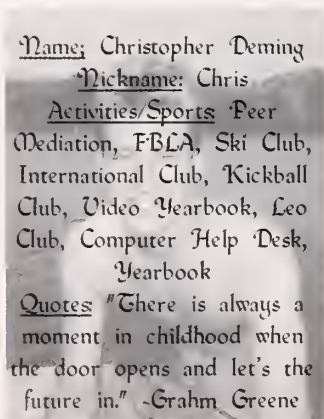 Name: Christopher Deming
Nickname: Chris
Activities/Sports: Peer
Mediation, FBLA, Ski Club,
International Club, Kickball
Club, Video Yearbook, Leo
Club, Computer Help Desk,
Yearbook
Quotes: "There is always a
moment in childhood when
the door opens and let's the
future in." -Grahm Greene